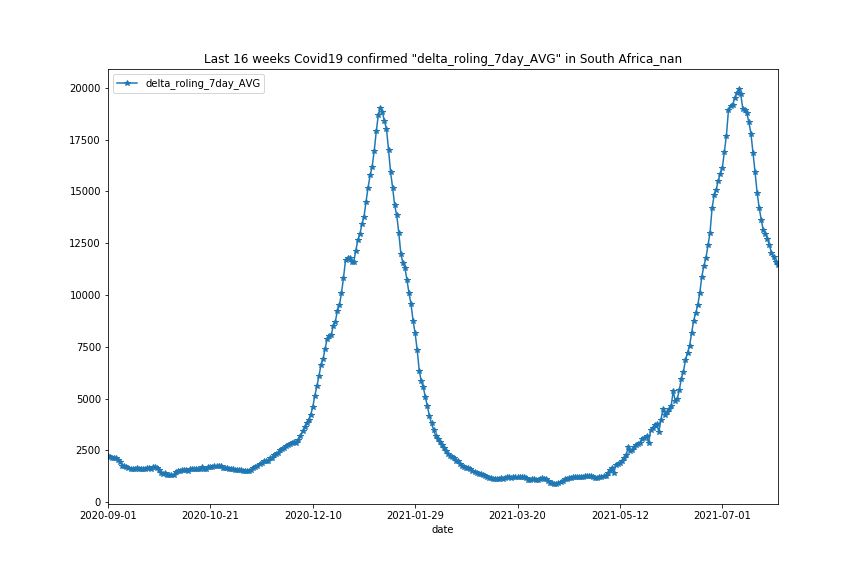 Last 16 weeks Covid19 confirmed "delta_roling_7day_AVG" in South Africa_nan
delta_roling_7day_AVG
20000
17500
15000
12500
10000
7500
5000
2500
0
2020-09-01 2020-10-21 2020-12-10 2021-01-29 2021-03-20 2021-05-12 2021-07-01
date